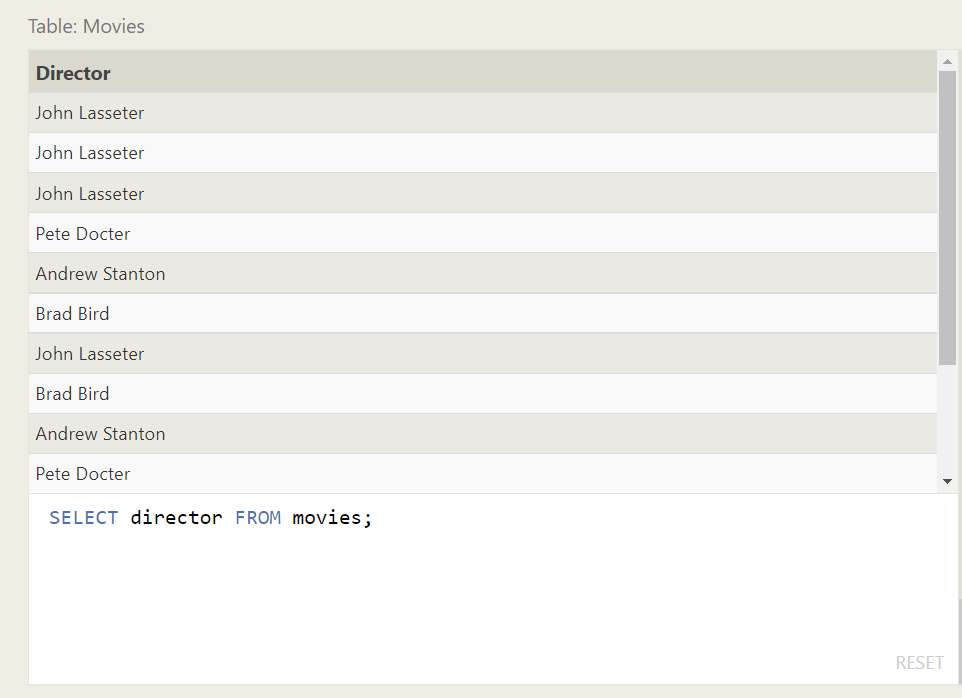 Table: Movies
Director
John Lasseter
John Lasseter
John Lasseter
Pete Docter
Andrew Stanton
Brad Bird
John Lasseter
Brad Bird
Andrew Stanton
Pete Docter
SELECT director FROM movies;
RESET